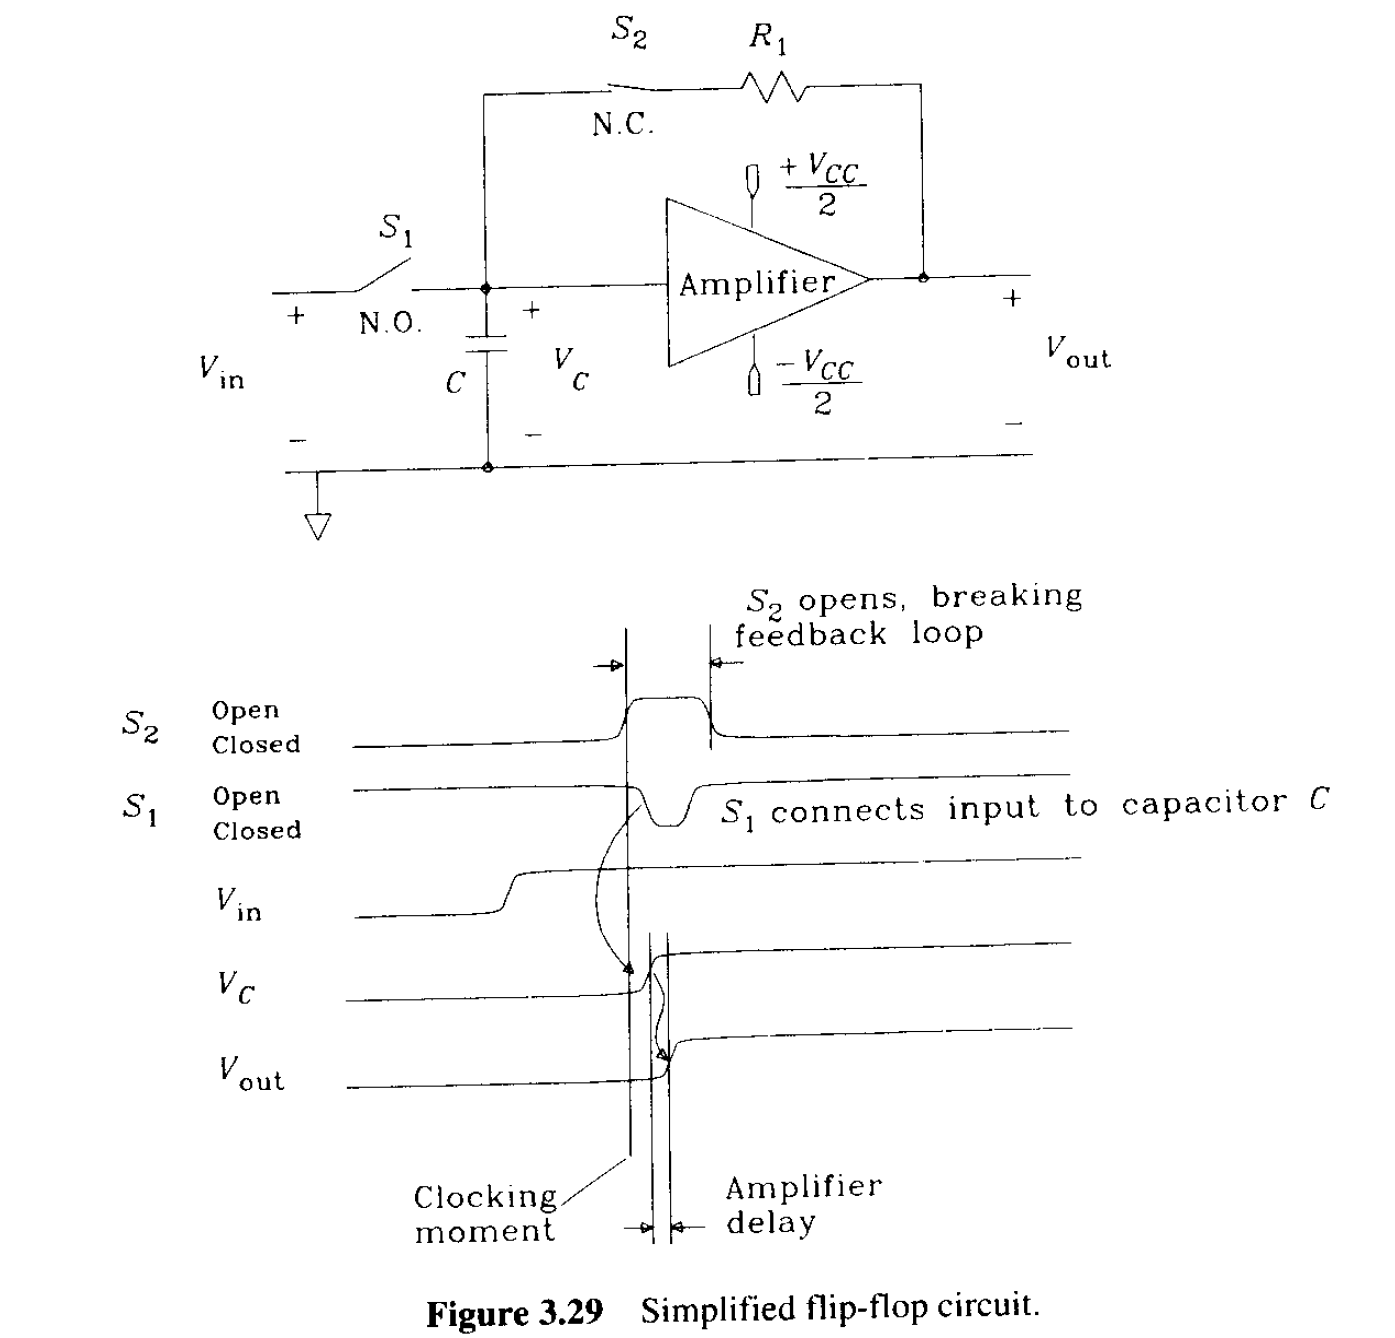 S2
R1
N.C.
+ VCC
2
S1
Amplifier
+
+
+
N.O.
Vin
C
VC
− VCC
2
Vout
−
−
−
S2 opens, breaking
feedback loop
S2 Open
Closed
S1 Open
Closed
S1 connects input to capacitor C
Vin
VC
Vout
Clocking
moment
Amplifier
delay
Figure 3.29 Simplified flip-flop circuit.